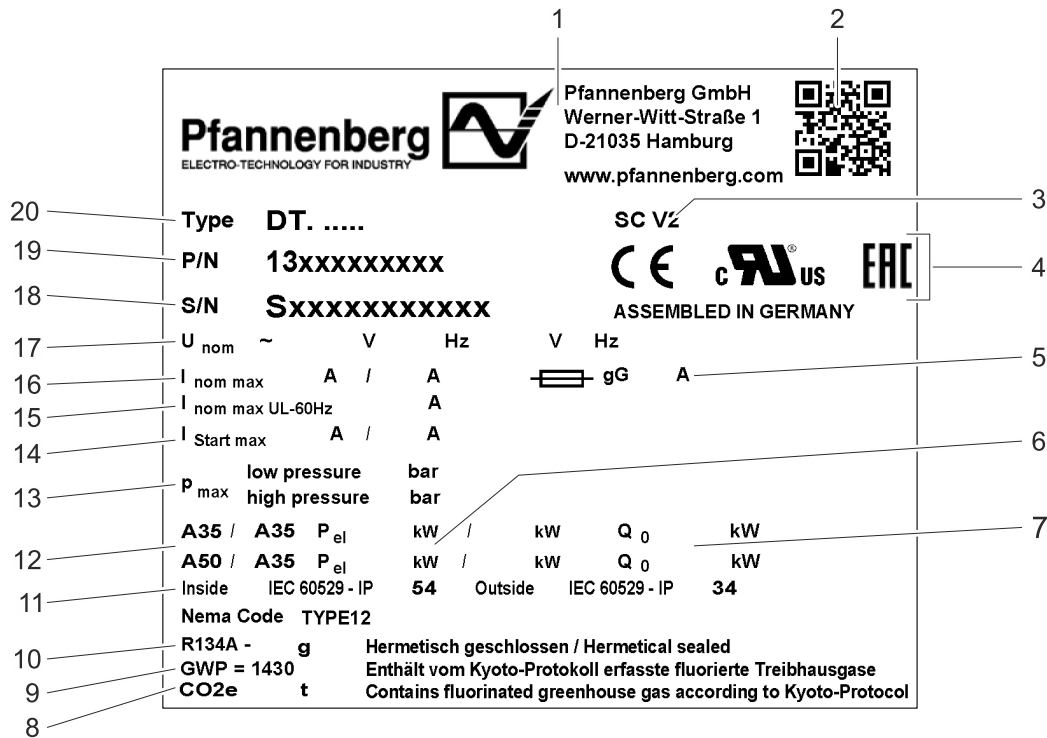 1 2
Pfannenberg
ELECTRO-TECHNOLOGY FOR INDUSTRY
Pfannenberg GmbH
Werner-Witt-Straße 1
D-21035 Hamburg
www.pfannenberg.com
20 Type DT. ..... SC V2 3
19 P/N 13xxxxxxxxx CE c RU ® US EAC 4
18 S/N Sxxxxxxxxxxx ASSEMBLED IN GERMANY
17 U nom ~ V Hz V Hz
16 I nom max A / A gG A 5
15 I nom max UL-60Hz A
14 I Start max A / A 6
13 p max low pressure bar
high pressure bar
12 A35 / A35 P el kW / kW Q 0 kW 7
A50 / A35 P el kW / kW Q 0 kW
11 Inside IEC 60529 - IP 54 Outside IEC 60529 - IP 34
Nema Code TYPE12
10 R134A - g Hermetisch geschlossen / Hermetical sealed
9 GWP = 1430 Enthält vom Kyoto-Protokoll erfasste fluorierte Treibhausgase
8 CO2e t Contains fluorinated greenhouse gas according to Kyoto-Protocol